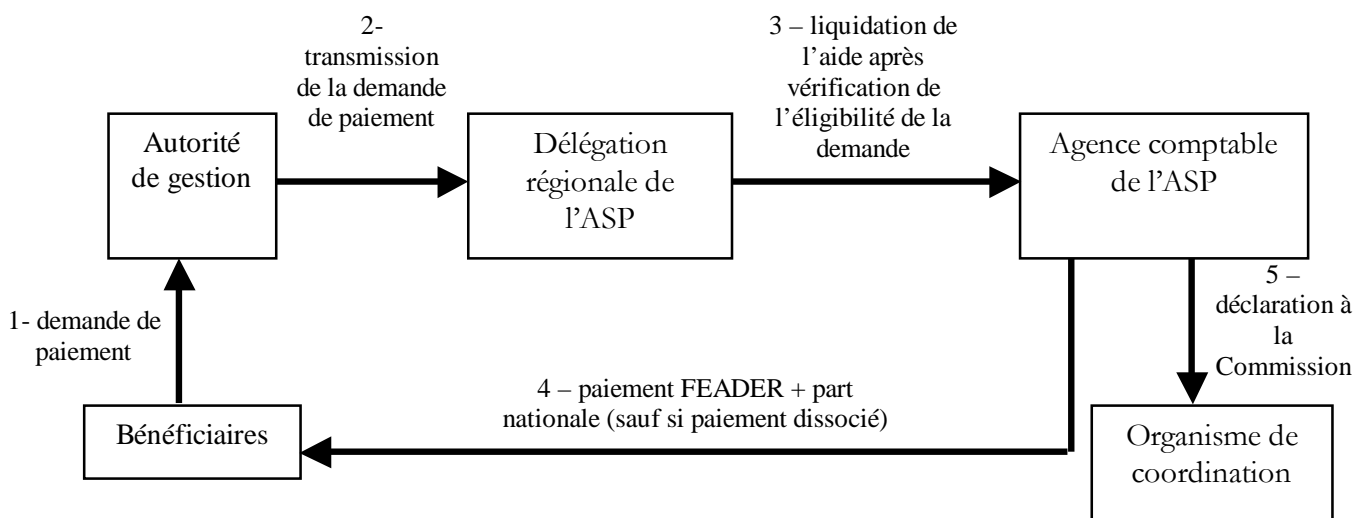 2-
transmission
de la demande
de paiement
3 – liquidation de
l’aide après
vérification de
l’éligibilité de la
demande
Autorité
de gestion
Délégation
régionale de
l’ASP
Agence comptable
de l’ASP
1- demande de
paiement
5 –
déclaration à
la
Commission
4 – paiement FEADER + part
nationale (sauf si paiement dissocié)
Bénéficiaires
Organisme de
coordination